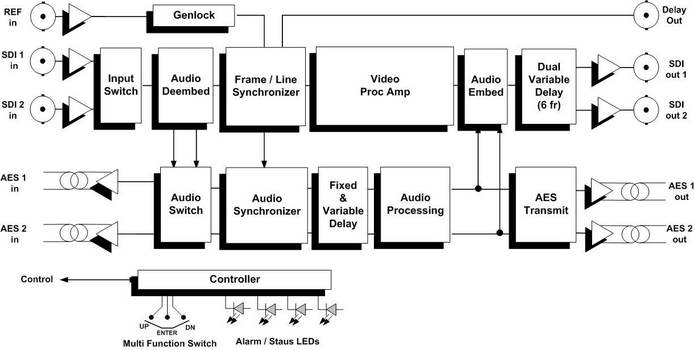 REF
in
Genlock
Delay
Out
SDI 1
in
SDI 2
in
Input
Switch
Audio
Deembed
Frame / Line
Synchronizer
Video
Proc Amp
Audio
Embed
Dual
Variable
Delay
(6 fr)
SDI
out 1
SDI
out 2
AES 1
in
AES 2
in
Audio
Switch
Audio
Synchronizer
Fixed
&
Variable
Delay
Audio
Processing
AES
Transmit
AES 1
out
AES 2
out
Control
Controller
UP
ENTER
DN
Multi Function Switch
Alarm / Staus LEDs